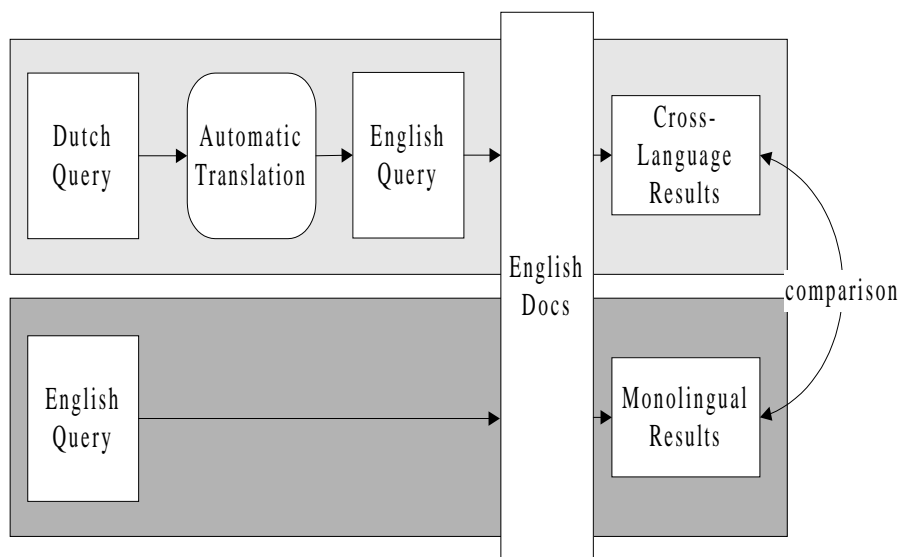 Dutch
Query
Automatic
Translation
English
Query
English
Docs
Cross-
Language
Results
comparison
English
Query
Monolingual
Results